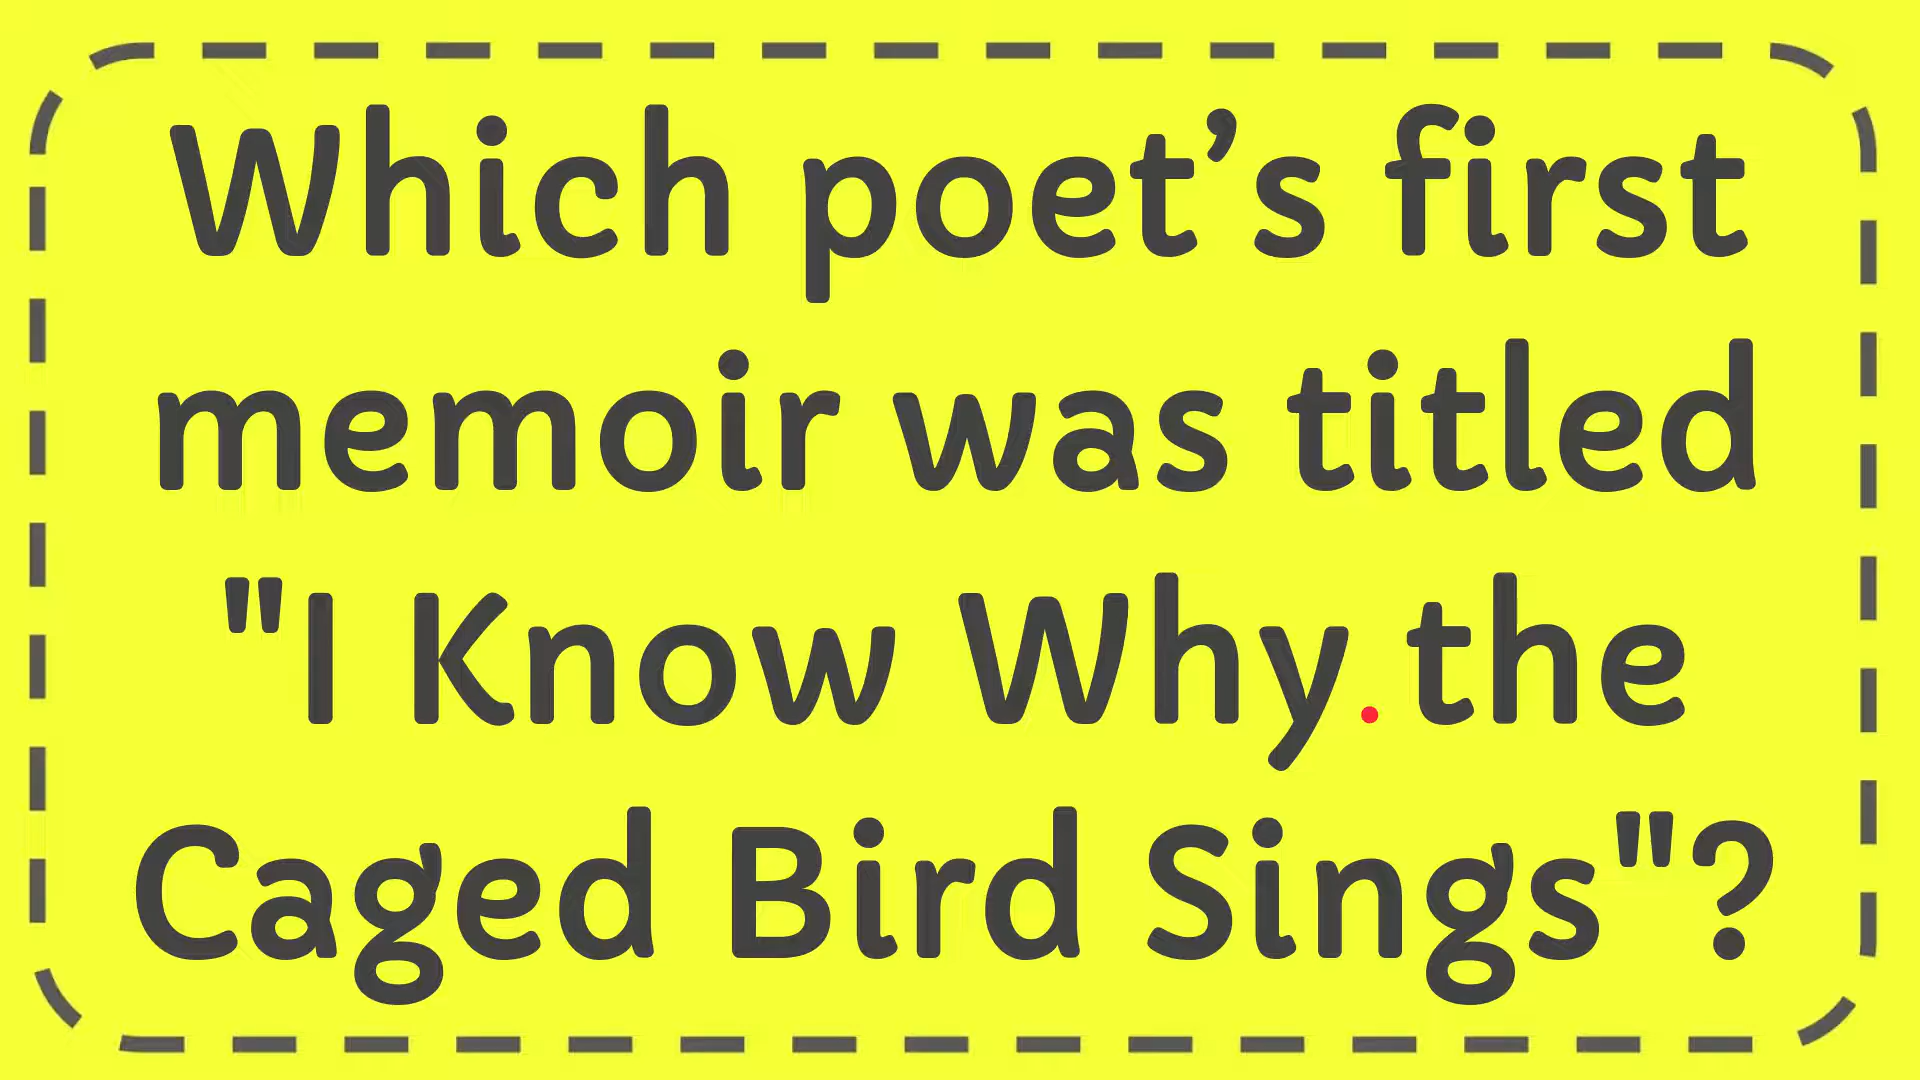 Which poet’s first
memoir was titled
"I Know Why.the
Caged Bird Sings"?